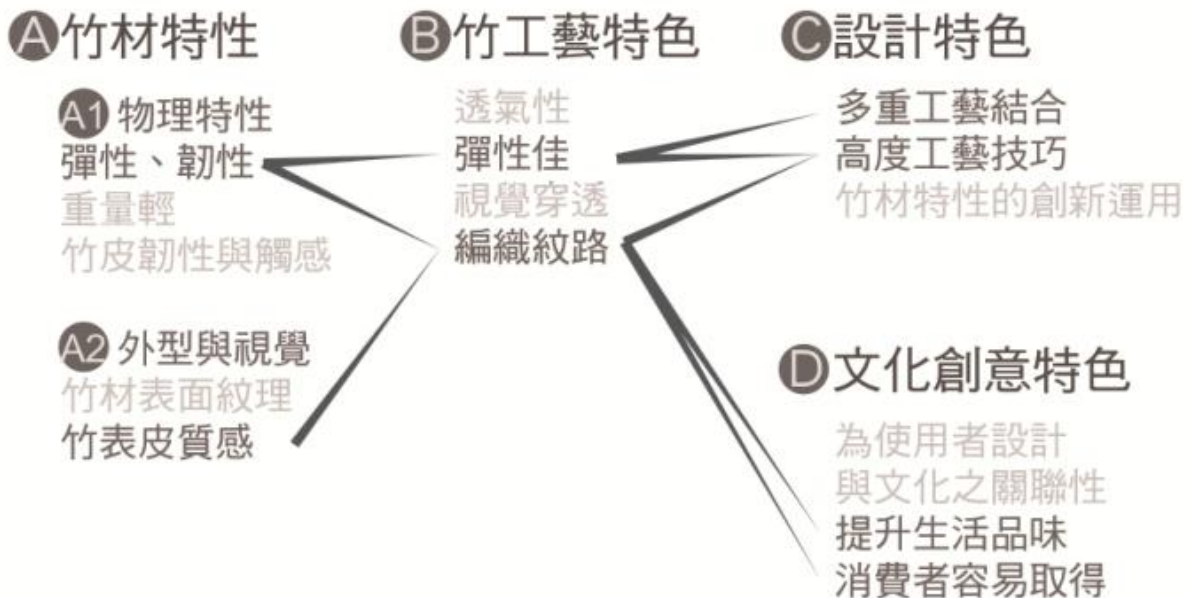 A竹材特性
A1 物理特性
彈性、韌性
重量輕
竹皮韌性與觸感
A2 外型與視覺
竹材表面紋理
竹表皮質感
B竹工藝特色
透氣性
彈性佳
視覺穿透
編織紋路
C設計特色
多重工藝結合
高度工藝技巧
竹材特性的創新運用
D文化創意特色
為使用者設計
與文化之關聯性
提升生活品味
消費者容易取得